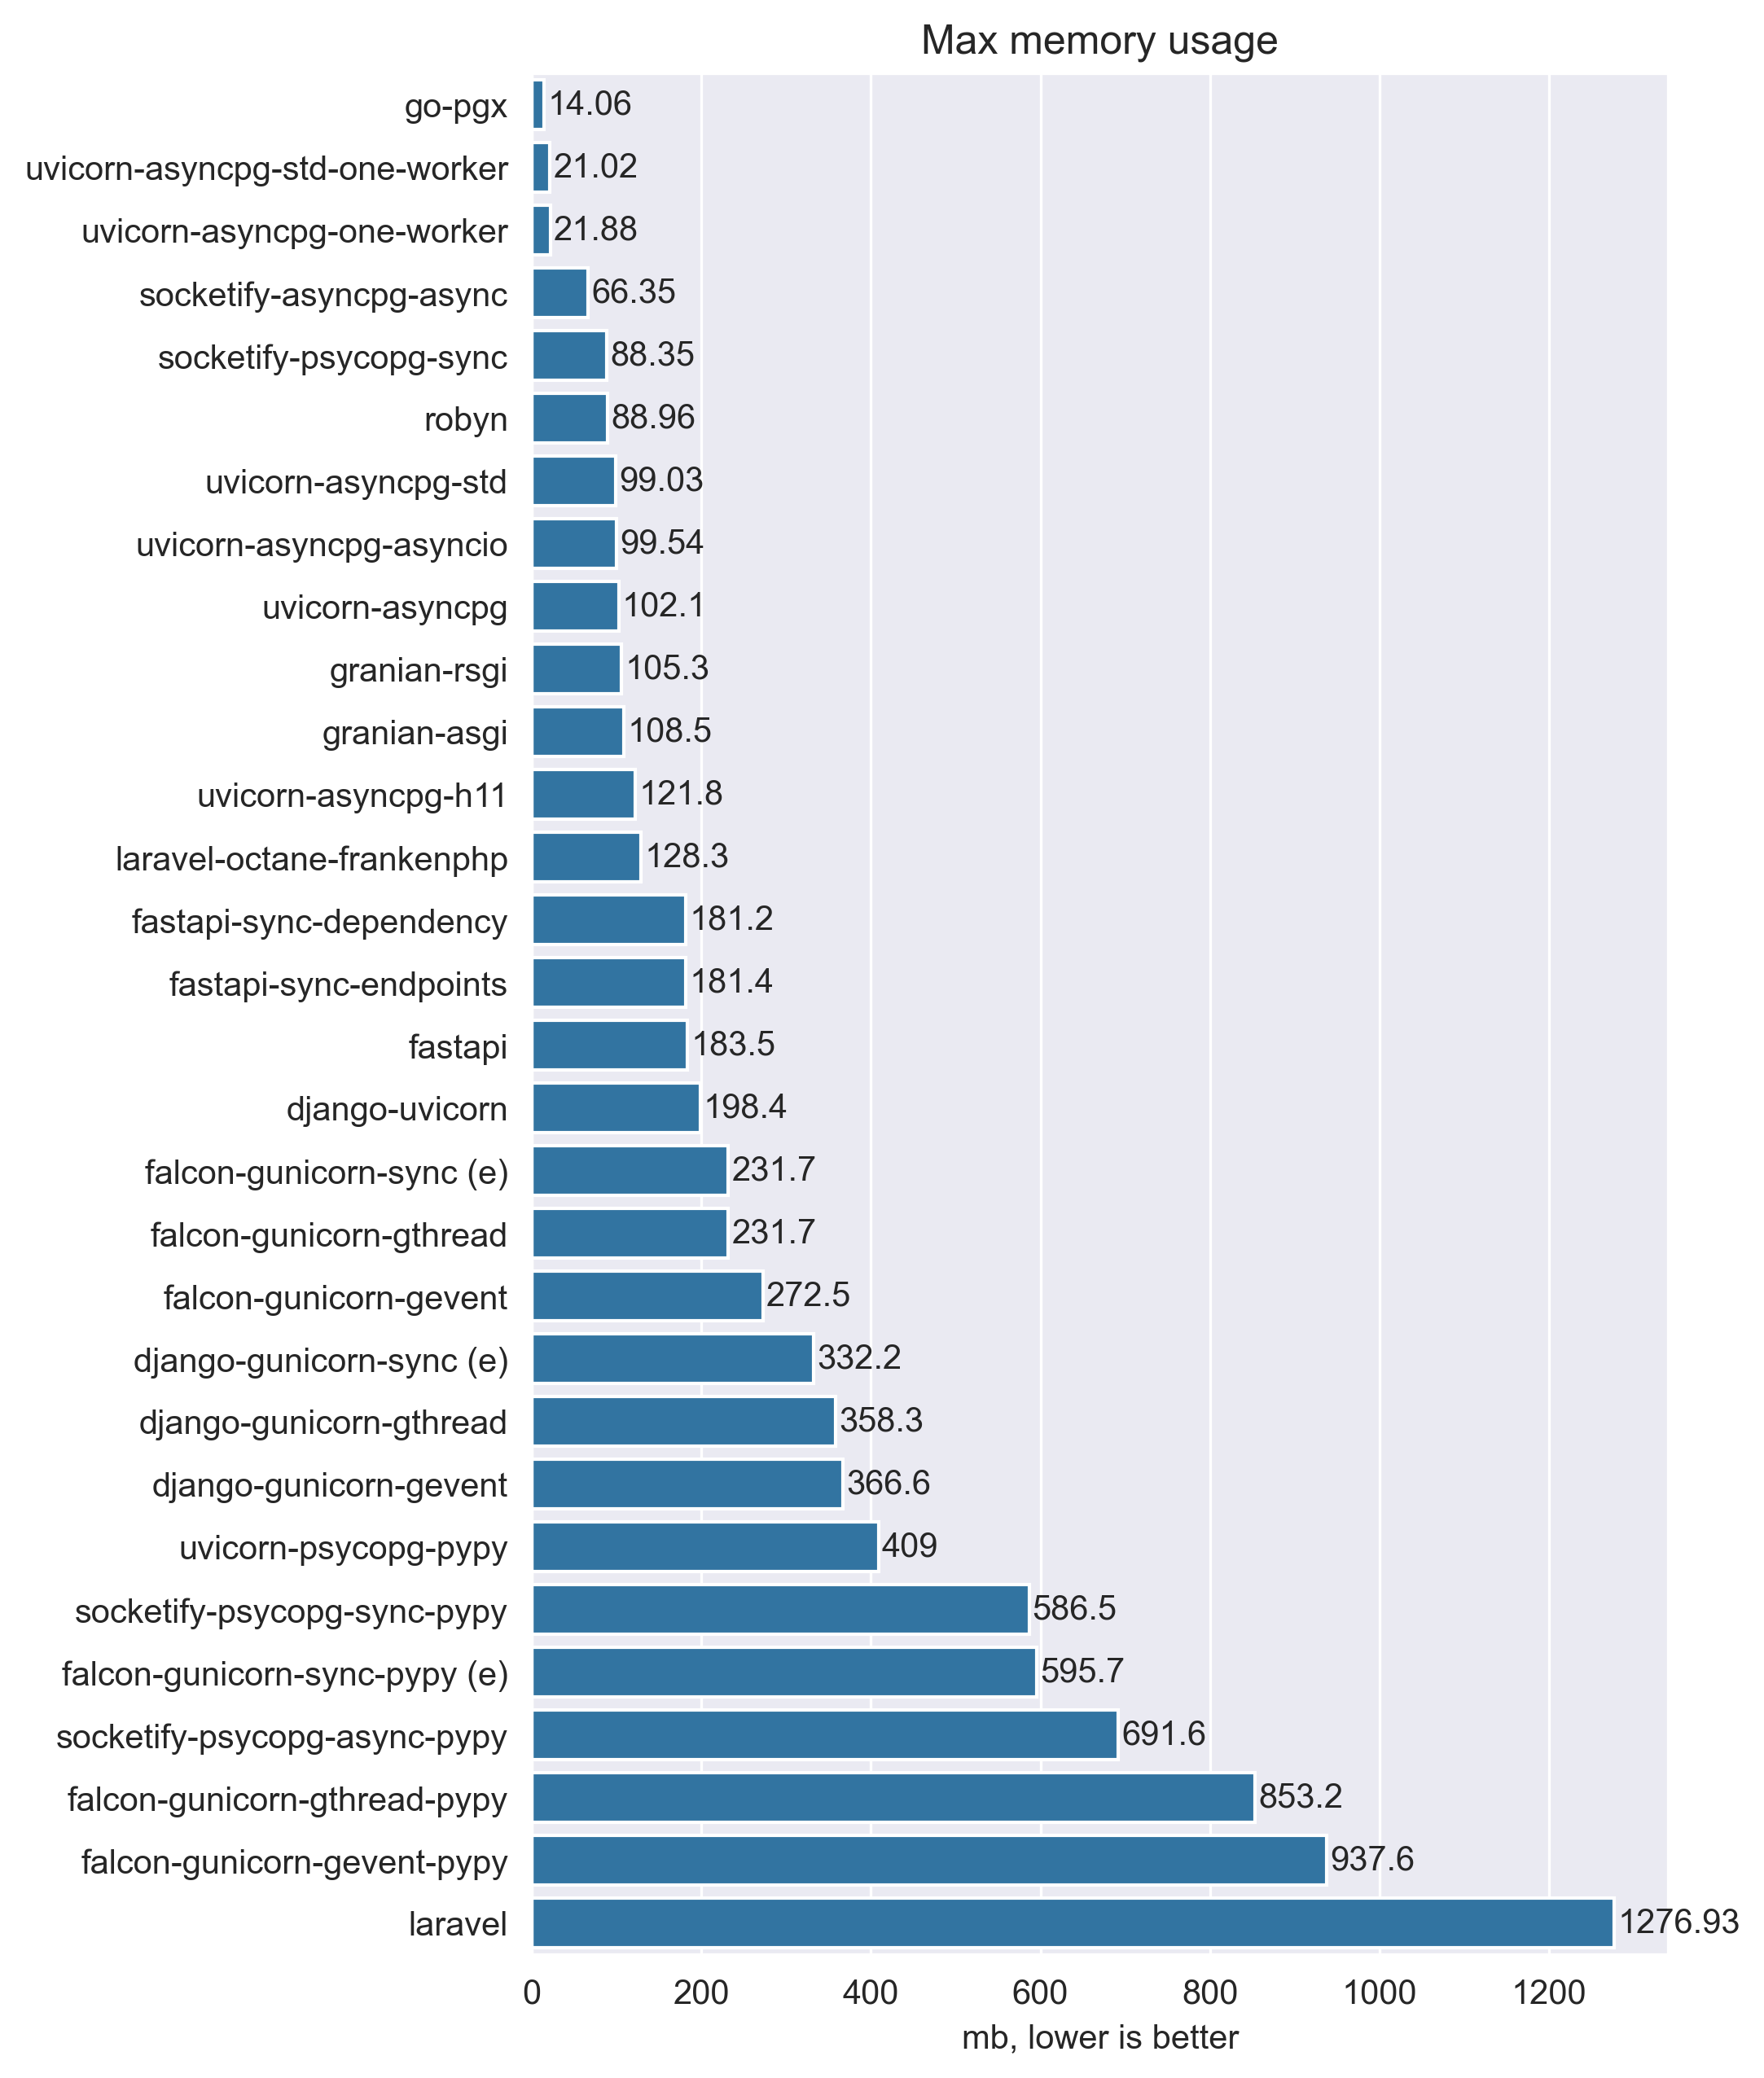 Max memory usage
go-pgx 14.06
uvicorn-asyncpg-std-one-worker 21.02
uvicorn-asyncpg-one-worker 21.88
socketify-asyncpg-async 66.35
socketify-psycopg-sync 88.35
robyn 88.96
uvicorn-asyncpg-std 99.03
uvicorn-asyncpg-asyncio 99.54
uvicorn-asyncpg 102.1
granian-rsgi 105.3
granian-asgi 108.5
uvicorn-asyncpg-h11 121.8
laravel-octane-frankenphp 128.3
fastapi-sync-dependency 181.2
fastapi-sync-endpoints 181.4
fastapi 183.5
django-uvicorn 198.4
falcon-gunicorn-sync (e) 231.7
falcon-gunicorn-gthread 231.7
falcon-gunicorn-gevent 272.5
django-gunicorn-sync (e) 332.2
django-gunicorn-gthread 358.3
django-gunicorn-gevent 366.6
uvicorn-psycopg-pypy 409
socketify-psycopg-sync-pypy 586.5
falcon-gunicorn-sync-pypy (e) 595.7
socketify-psycopg-async-pypy 691.6
falcon-gunicorn-gthread-pypy 853.2
falcon-gunicorn-gevent-pypy 937.6
laravel 1276.93
0 200 400 600 800 1000 1200
mb, lower is better